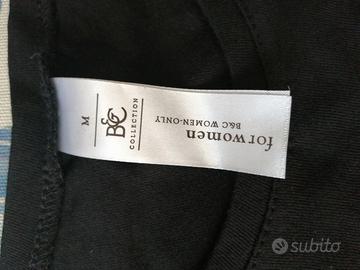 for women
B&C WOMEN-ONLY
B&C
COLLECTION
M
subito